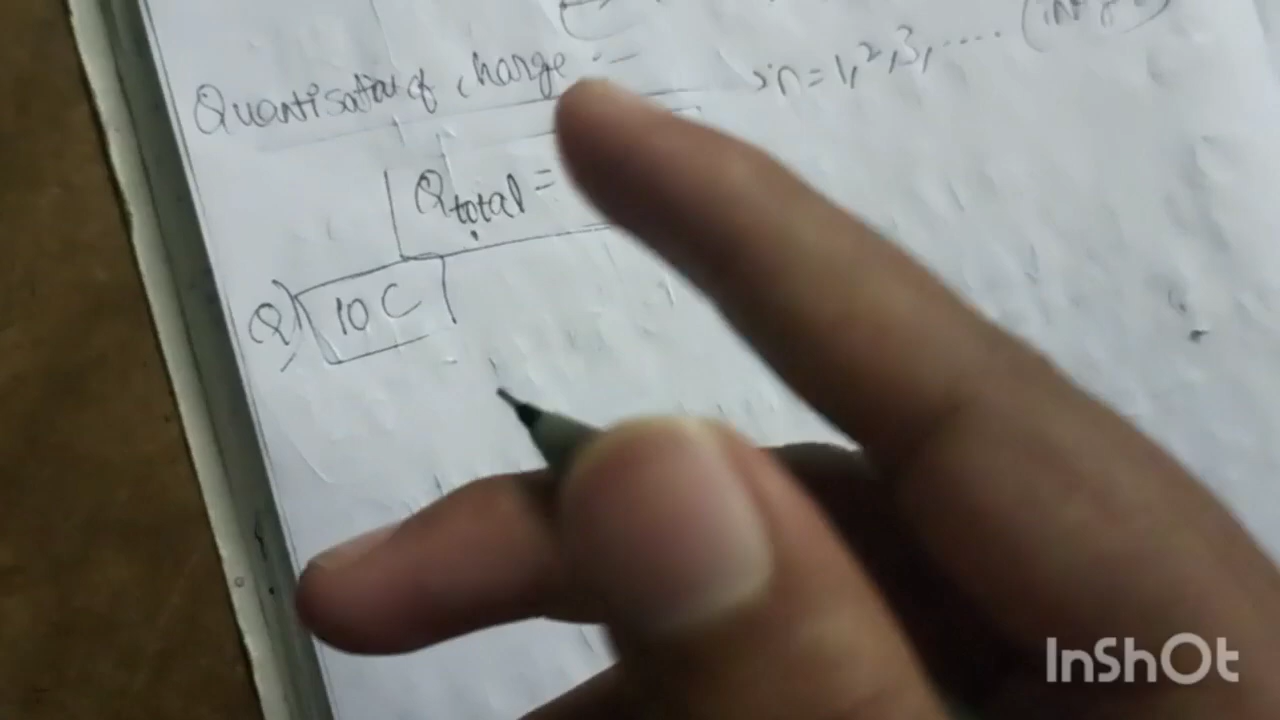 Quantisation of charge :-
; n = 1, 2, 3, .....
Qtotal =
Q) 10 C
InShOt